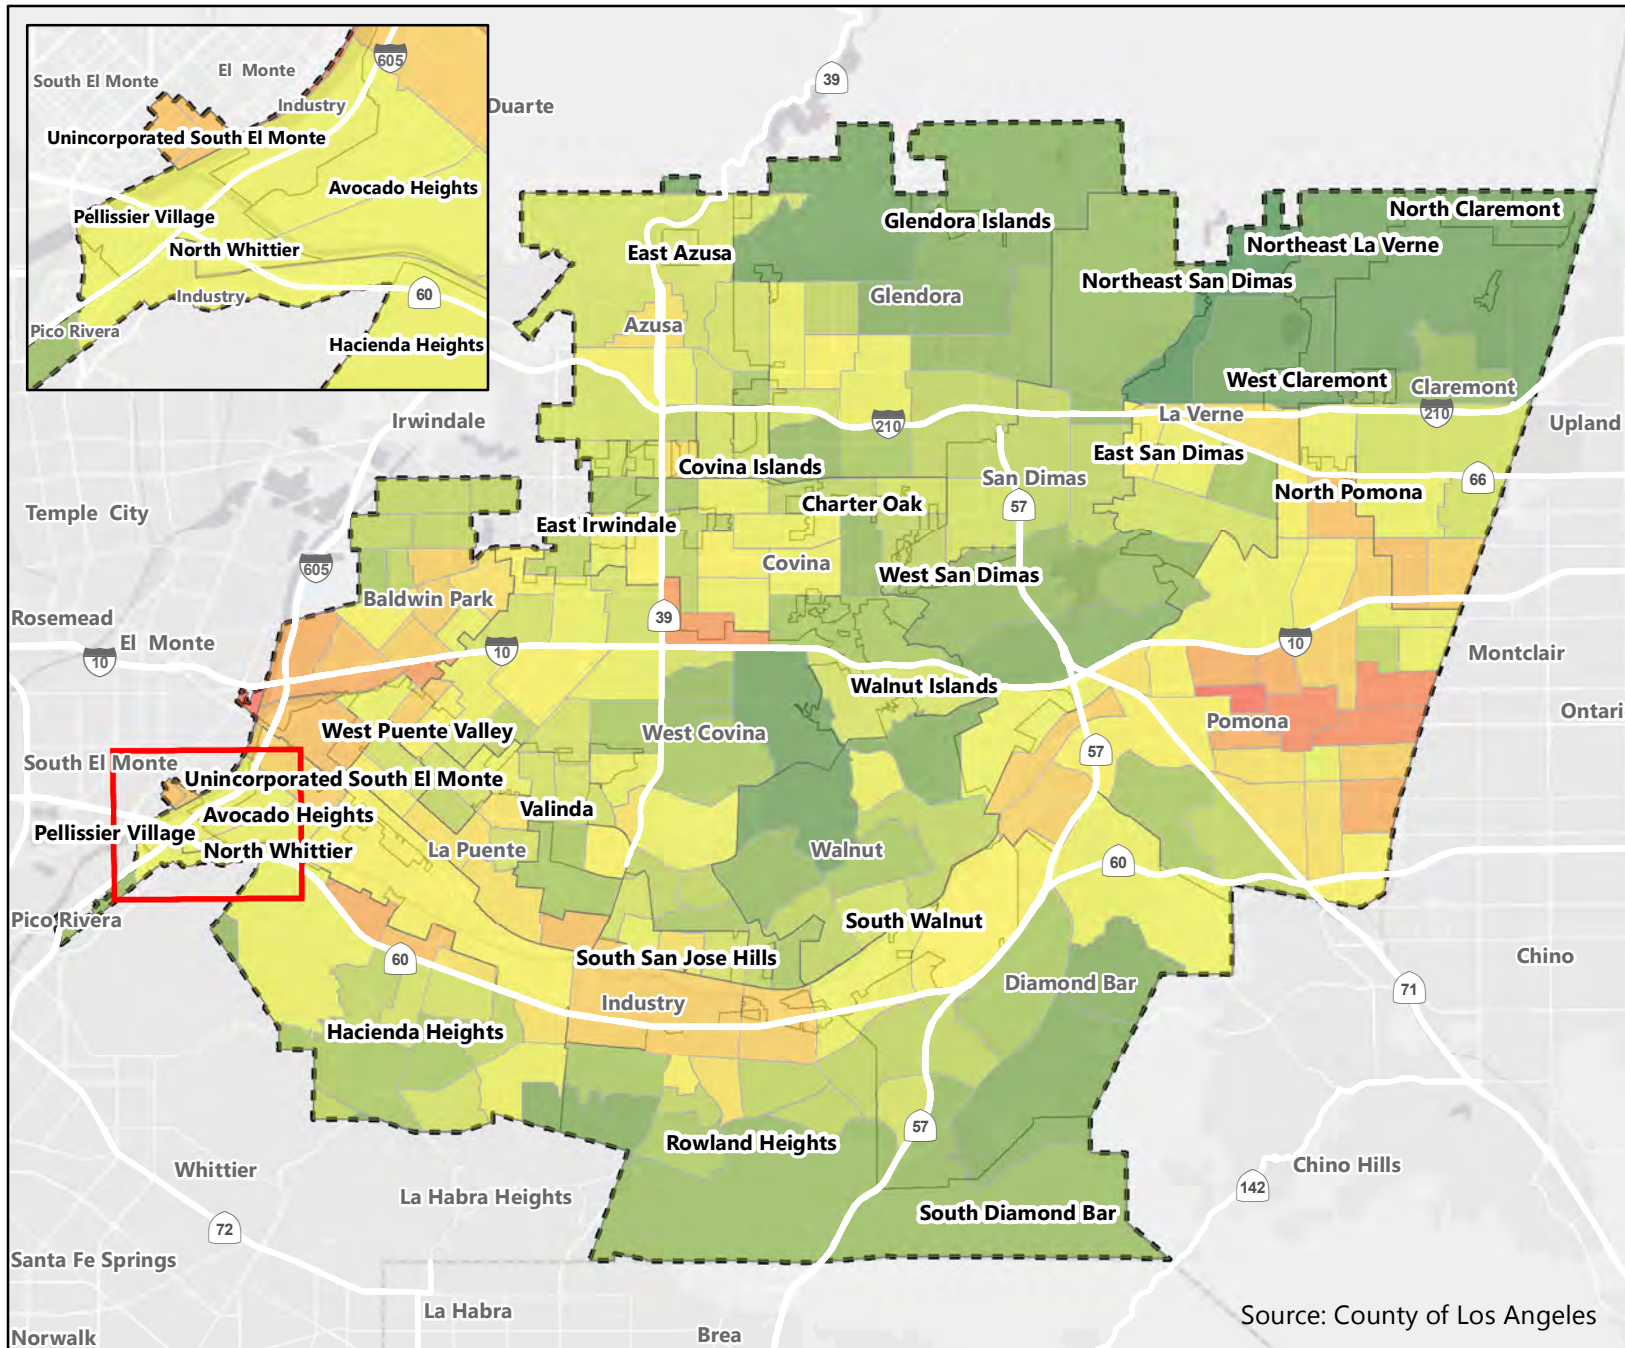 605
South El Monte
El Monte
Industry
Unincorporated South El Monte
Avocado Heights
Pellissier Village
North Whittier
Industry
60
Pico Rivera
Hacienda Heights
Duarte
39
North Claremont
Glendora Islands
Northeast La Verne
East Azusa
Northeast San Dimas
Glendora
Azusa
West Claremont
Claremont
Irwindale
210
La Verne
210
Upland
East San Dimas
Covina Islands
San Dimas
66
North Pomona
Charter Oak
57
Temple City
East Irwindale
Covina
605
West San Dimas
Baldwin Park
Rosemead
39
El Monte
10
10
10
Montclair
Walnut Islands
Ontari
Pomona
West Puente Valley
West Covina
57
South El Monte
Unincorporated South El Monte
Valinda
Avocado Heights
Pellissier Village
North Whittier
La Puente
Walnut
60
Pico Rivera
South Walnut
60
South San Jose Hills
Chino
Diamond Bar
71
Industry
Hacienda Heights
57
Rowland Heights
Whittier
Chino Hills
142
La Habra Heights
South Diamond Bar
72
Santa Fe Springs
La Habra
Source: County of Los Angeles
Norwalk
Brea